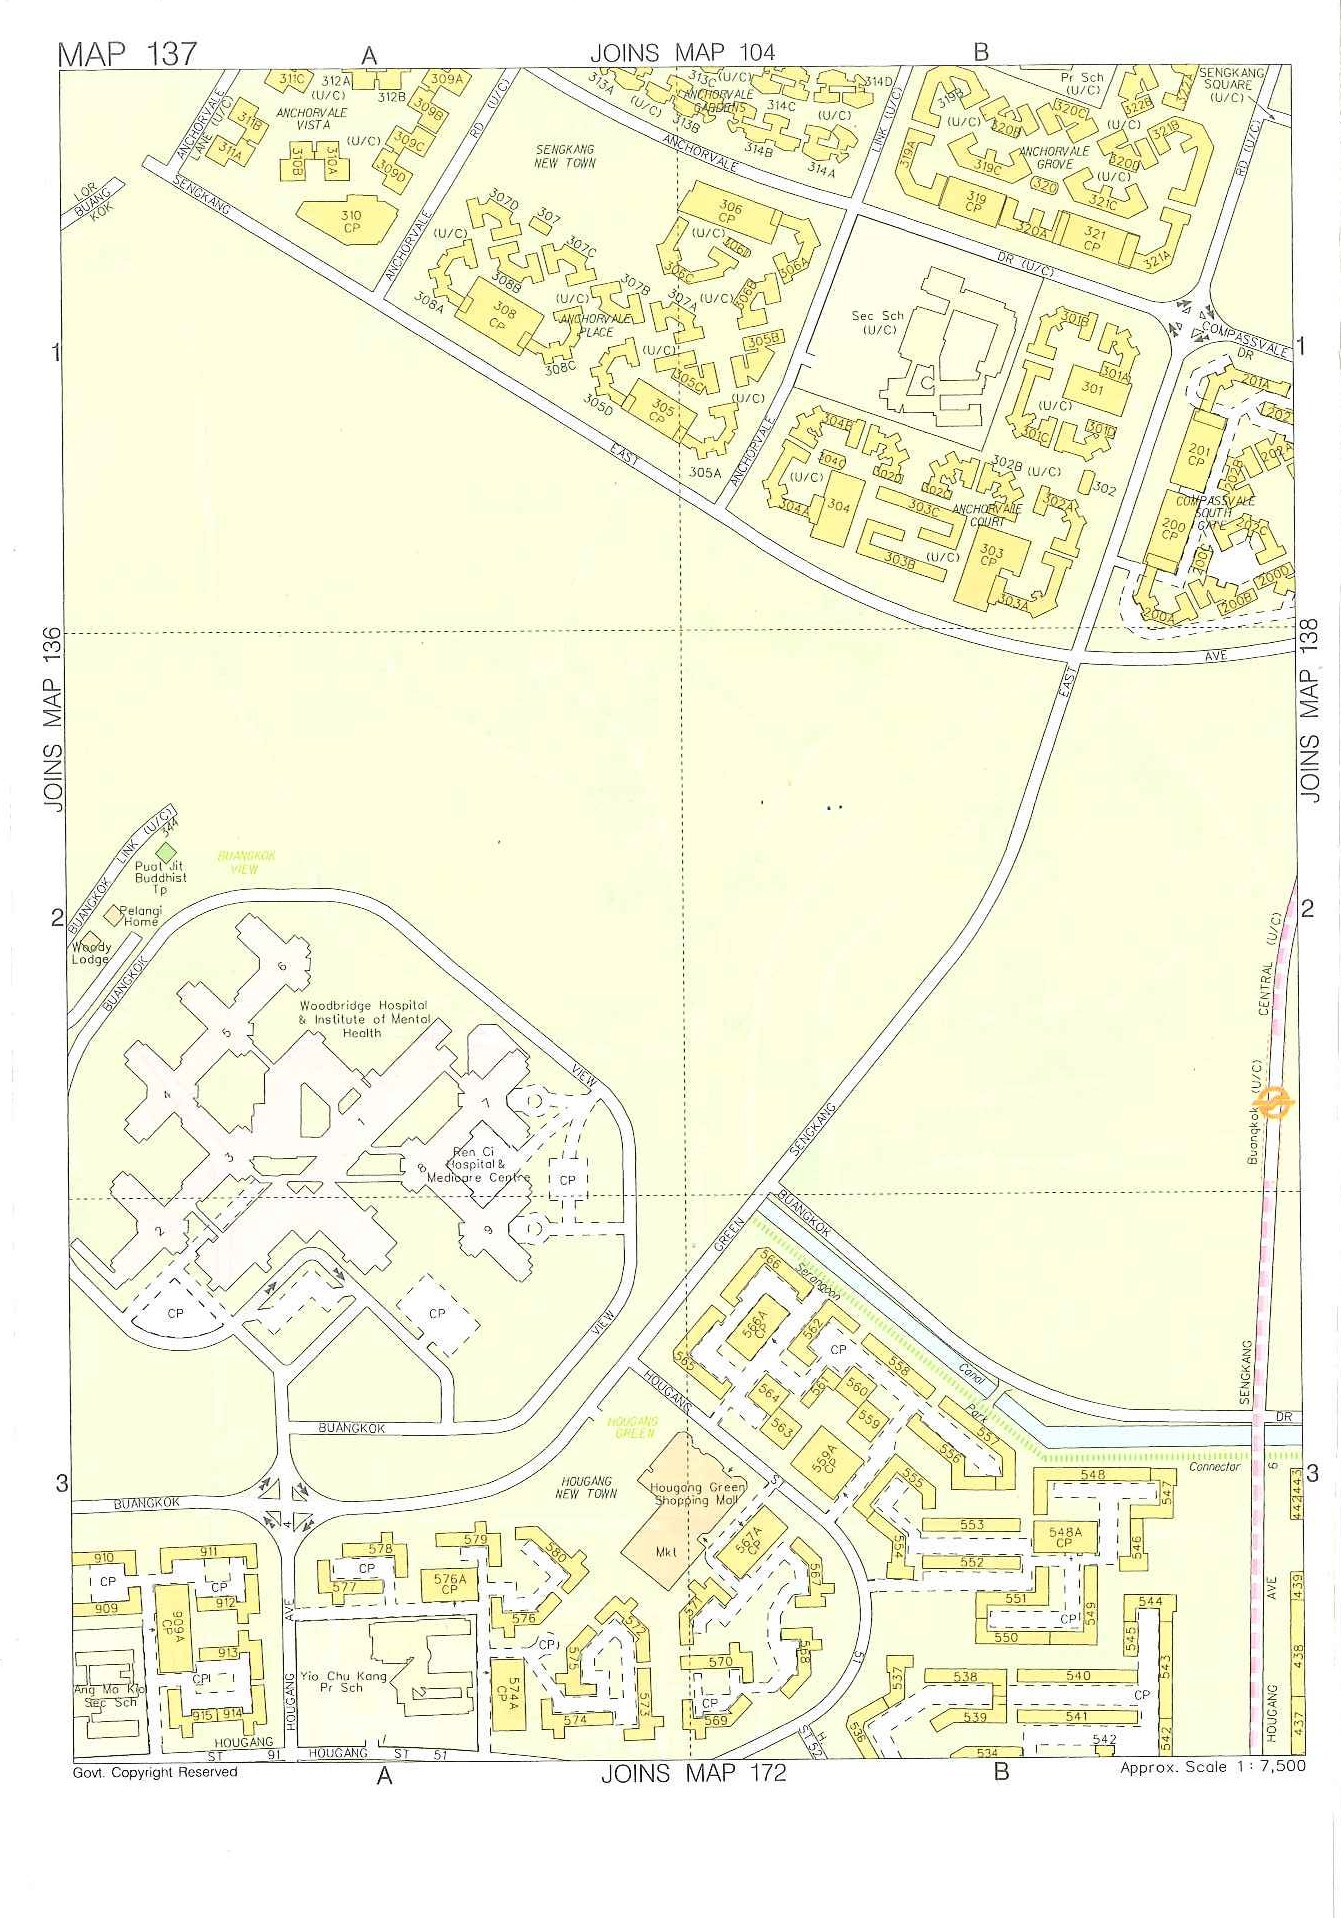 MAP 137
A
JOINS MAP 104
B
311C
312A
(U/C)
312B
309A
309B
309C
309D
ANCHORVALE
LANE (U/C)
311B
311A
ANCHORVALE
VISTA
(U/C)
310B
310A
310
CP
LOR
BUANG
KOK
SENGKANG
ANCHORVALE
RD (U/C)
SENGKANG
NEW TOWN
313A
(U/C)
313C
(U/C)
ANCHORVALE
GARDENS
313B
314C
314D
(U/C)
314B
314A
ANCHORVALE
LINK (U/C)
319B
(U/C)
319A
320B
320C
Pr Sch
(U/C)
322B
322A
(U/C)
321B
SENGKANG
SQUARE
(U/C)
319C
ANCHORVALE
GROVE
320
320D
(U/C)
321C
319
CP
320A
321
CP
321A
RD (U/C)
307D
307
307C
(U/C)
308B
308A
308
CP
307B
(U/C)
ANCHORVALE
PLACE
307A
308C
306
CP
(U/C)
306D
306C
306A
306B
(U/C)
305B
(U/C)
305C
305D
305
CP
(U/C)
305A
DR (U/C)
Sec Sch
(U/C)
301B
301A
301
(U/C)
301C
301D
COMPASSVALE
DR
201A
202
201
CP
202B
202A
COMPASSVALE
SOUTH
GATE
200
CP
202C
200C
200D
200B
200A
1
1
EAST
ANCHORVALE
304B
304C
302D
(U/C)
304A
304
302C
302B
(U/C)
302
302A
303C
ANCHORVALE
COURT
303B
(U/C)
303
CP
303A
JOINS MAP 136
JOINS MAP 138
AVE
EAST
BUANGKOK
LINK (U/C)
344
Puat Jit
Buddhist
Tp
BUANGKOK
VIEW
Pelangi
Home
Woody
Lodge
2
2
BUANGKOK
Woodbridge Hospital
& Institute of Mental
Health
6
5
4
3
2
1
7
8
9
Ren Ci
Hospital &
Medicare Centre
CP
VIEW
SENGKANG
CENTRAL (U/C)
Buangkok (U/C)
CP
CP
VIEW
GREEN
BUANGKOK
Serangoon
Canal
Park
Connector
DR
SENGKANG
566
566A
CP
562
CP
565
558
561
560
564
559
563
559A
CP
557
556
555
554
HOUGANG
HOUGANG
GREEN
HOUGANG
NEW TOWN
Hougang Green
Shopping Mall
Mkt
567A
CP
567
BUANGKOK
BUANGKOK
3
3
4
553
552
548
547
548A
CP
546
551
CP
549
550
544
545
543
6
443
442
439
438
437
910
911
CP
CP
909
912
909A
CP
913
CP
915
914
Ang Mo Kio
Sec Sch
578
CP
577
579
580
576A
CP
576
AVE
HOUGANG
Yio Chu Kang
Pr Sch
CP
574A
CP
575
572
573
574
571
570
CP
569
568
51
537
538
540
CP
539
541
536
534
542
542
AVE
HOUGANG
HOUGANG
ST 91
HOUGANG ST 51
H
ST 52
Govt. Copyright Reserved
A
JOINS MAP 172
B
Approx. Scale 1 : 7,500